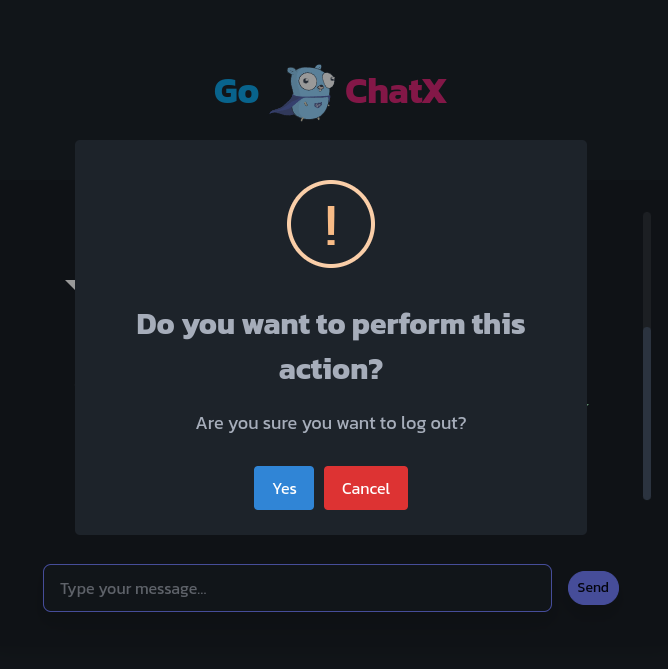 Go ChatX
Do you want to perform this
action?
Are you sure you want to log out?
Yes Cancel
Type your message... Send